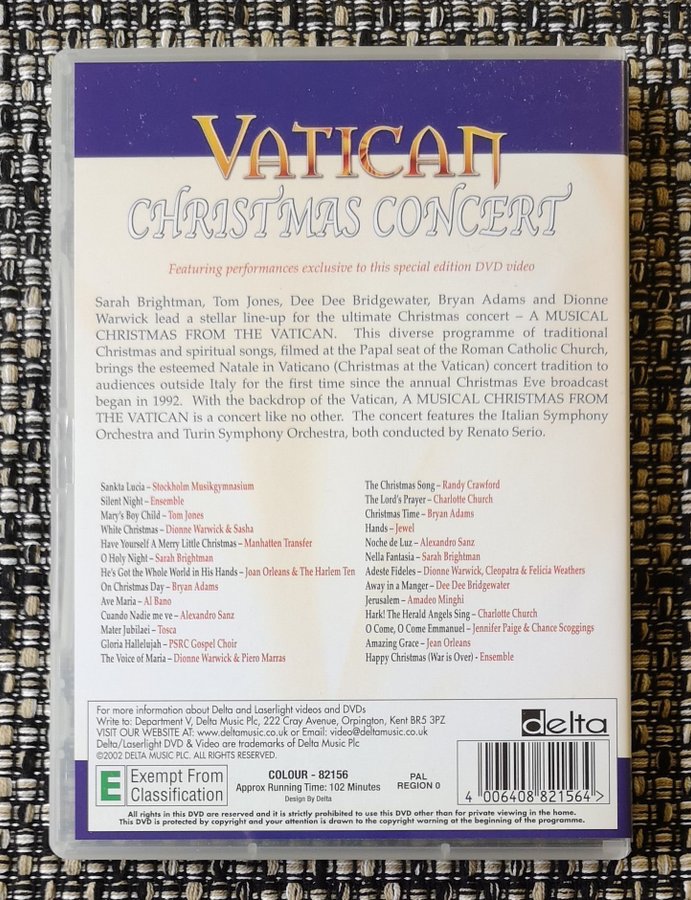 VATICAN
CHRISTMAS CONCERT
Featuring performances exclusive to this special edition DVD video
Sarah Brightman, Tom Jones, Dee Dee Bridgewater, Bryan Adams and Dionne
Warwick lead a stellar line-up for the ultimate Christmas concert – A MUSICAL
CHRISTMAS FROM THE VATICAN. This diverse programme of traditional
Christmas and spiritual songs, filmed at the Papal seat of the Roman Catholic Church,
brings the esteemed Natale in Vaticano (Christmas at the Vatican) concert tradition to
audiences outside Italy for the first time since the annual Christmas Eve broadcast
began in 1992. With the backdrop of the Vatican, A MUSICAL CHRISTMAS FROM
THE VATICAN is a concert like no other. The concert features the Italian Symphony
Orchestra and Turin Symphony Orchestra, both conducted by Renato Serio.
Sankta Lucia – Stockholm Musikgymnasium
Silent Night – Ensemble
Mary's Boy Child – Tom Jones
White Christmas – Dionne Warwick & Sasha
Have Yourself A Merry Little Christmas – Manhatten Transfer
O Holy Night – Sarah Brightman
He's Got the Whole World in His Hands – Joan Orleans & The Harlem Ten
On Christmas Day – Bryan Adams
Ave Maria – Al Bano
Cuando Nadie me ve – Alexandro Sanz
Mater Jubilaei – Tosca
Gloria Hallelujah – PSRC Gospel Choir
The Voice of Maria – Dionne Warwick & Piero Marras
The Christmas Song – Randy Crawford
The Lord's Prayer – Charlotte Church
Christmas Time – Bryan Adams
Hands – Jewel
Noche de Luz – Alexandro Sanz
Nella Fantasia – Sarah Brightman
Adeste Fideles – Dionne Warwick, Cleopatra & Felicia Weathers
Away in a Manger – Dee Dee Bridgewater
Jerusalem – Amadeo Minghi
Hark! The Herald Angels Sing – Charlotte Church
O Come, O Come Emmanuel – Jennifer Paige & Chance Scoggings
Amazing Grace – Jean Orleans
Happy Christmas (War is Over) - Ensemble
For more information about Delta and Laserlight videos and DVDs
Write to: Department V, Delta Music Plc, 222 Cray Avenue, Orpington, Kent BR5 3PZ
VISIT OUR WEBSITE AT: www.deltamusic.co.uk or Email: video@deltamusic.co.uk
Delta/Laserlight DVD & Video are trademarks of Delta Music Plc
©2002 DELTA MUSIC PLC. ALL RIGHTS RESERVED.
delta
E Exempt From
Classification
COLOUR - 82156
Approx Running Time: 102 Minutes
Design By Delta
PAL
REGION 0
4 006408 821564 >
All rights in this DVD are reserved and it is strictly prohibited to use this DVD other than for private viewing in the home.
This DVD is protected by copyright and your attention is drawn to the copyright warning at the beginning of the programme.